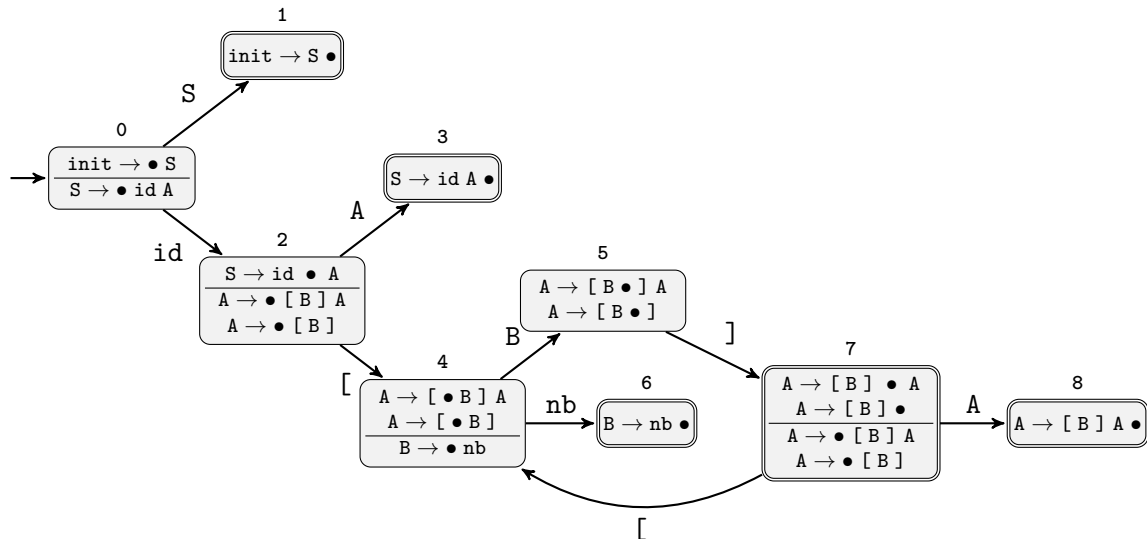 1
init → S ●
S
0
init → ● S
S → ● id A
3
S → id A ●
A
id
2
S → id ● A
A → ● [ B ] A
A → ● [ B ]
5
A → [ B ● ] A
A → [ B ● ]
B
]
[
4
A → [ ● B ] A
A → [ ● B ]
B → ● nb
nb
6
B → nb ●
7
A → [ B ] ● A
A → [ B ] ●
A → ● [ B ] A
A → ● [ B ]
A
8
A → [ B ] A ●
[